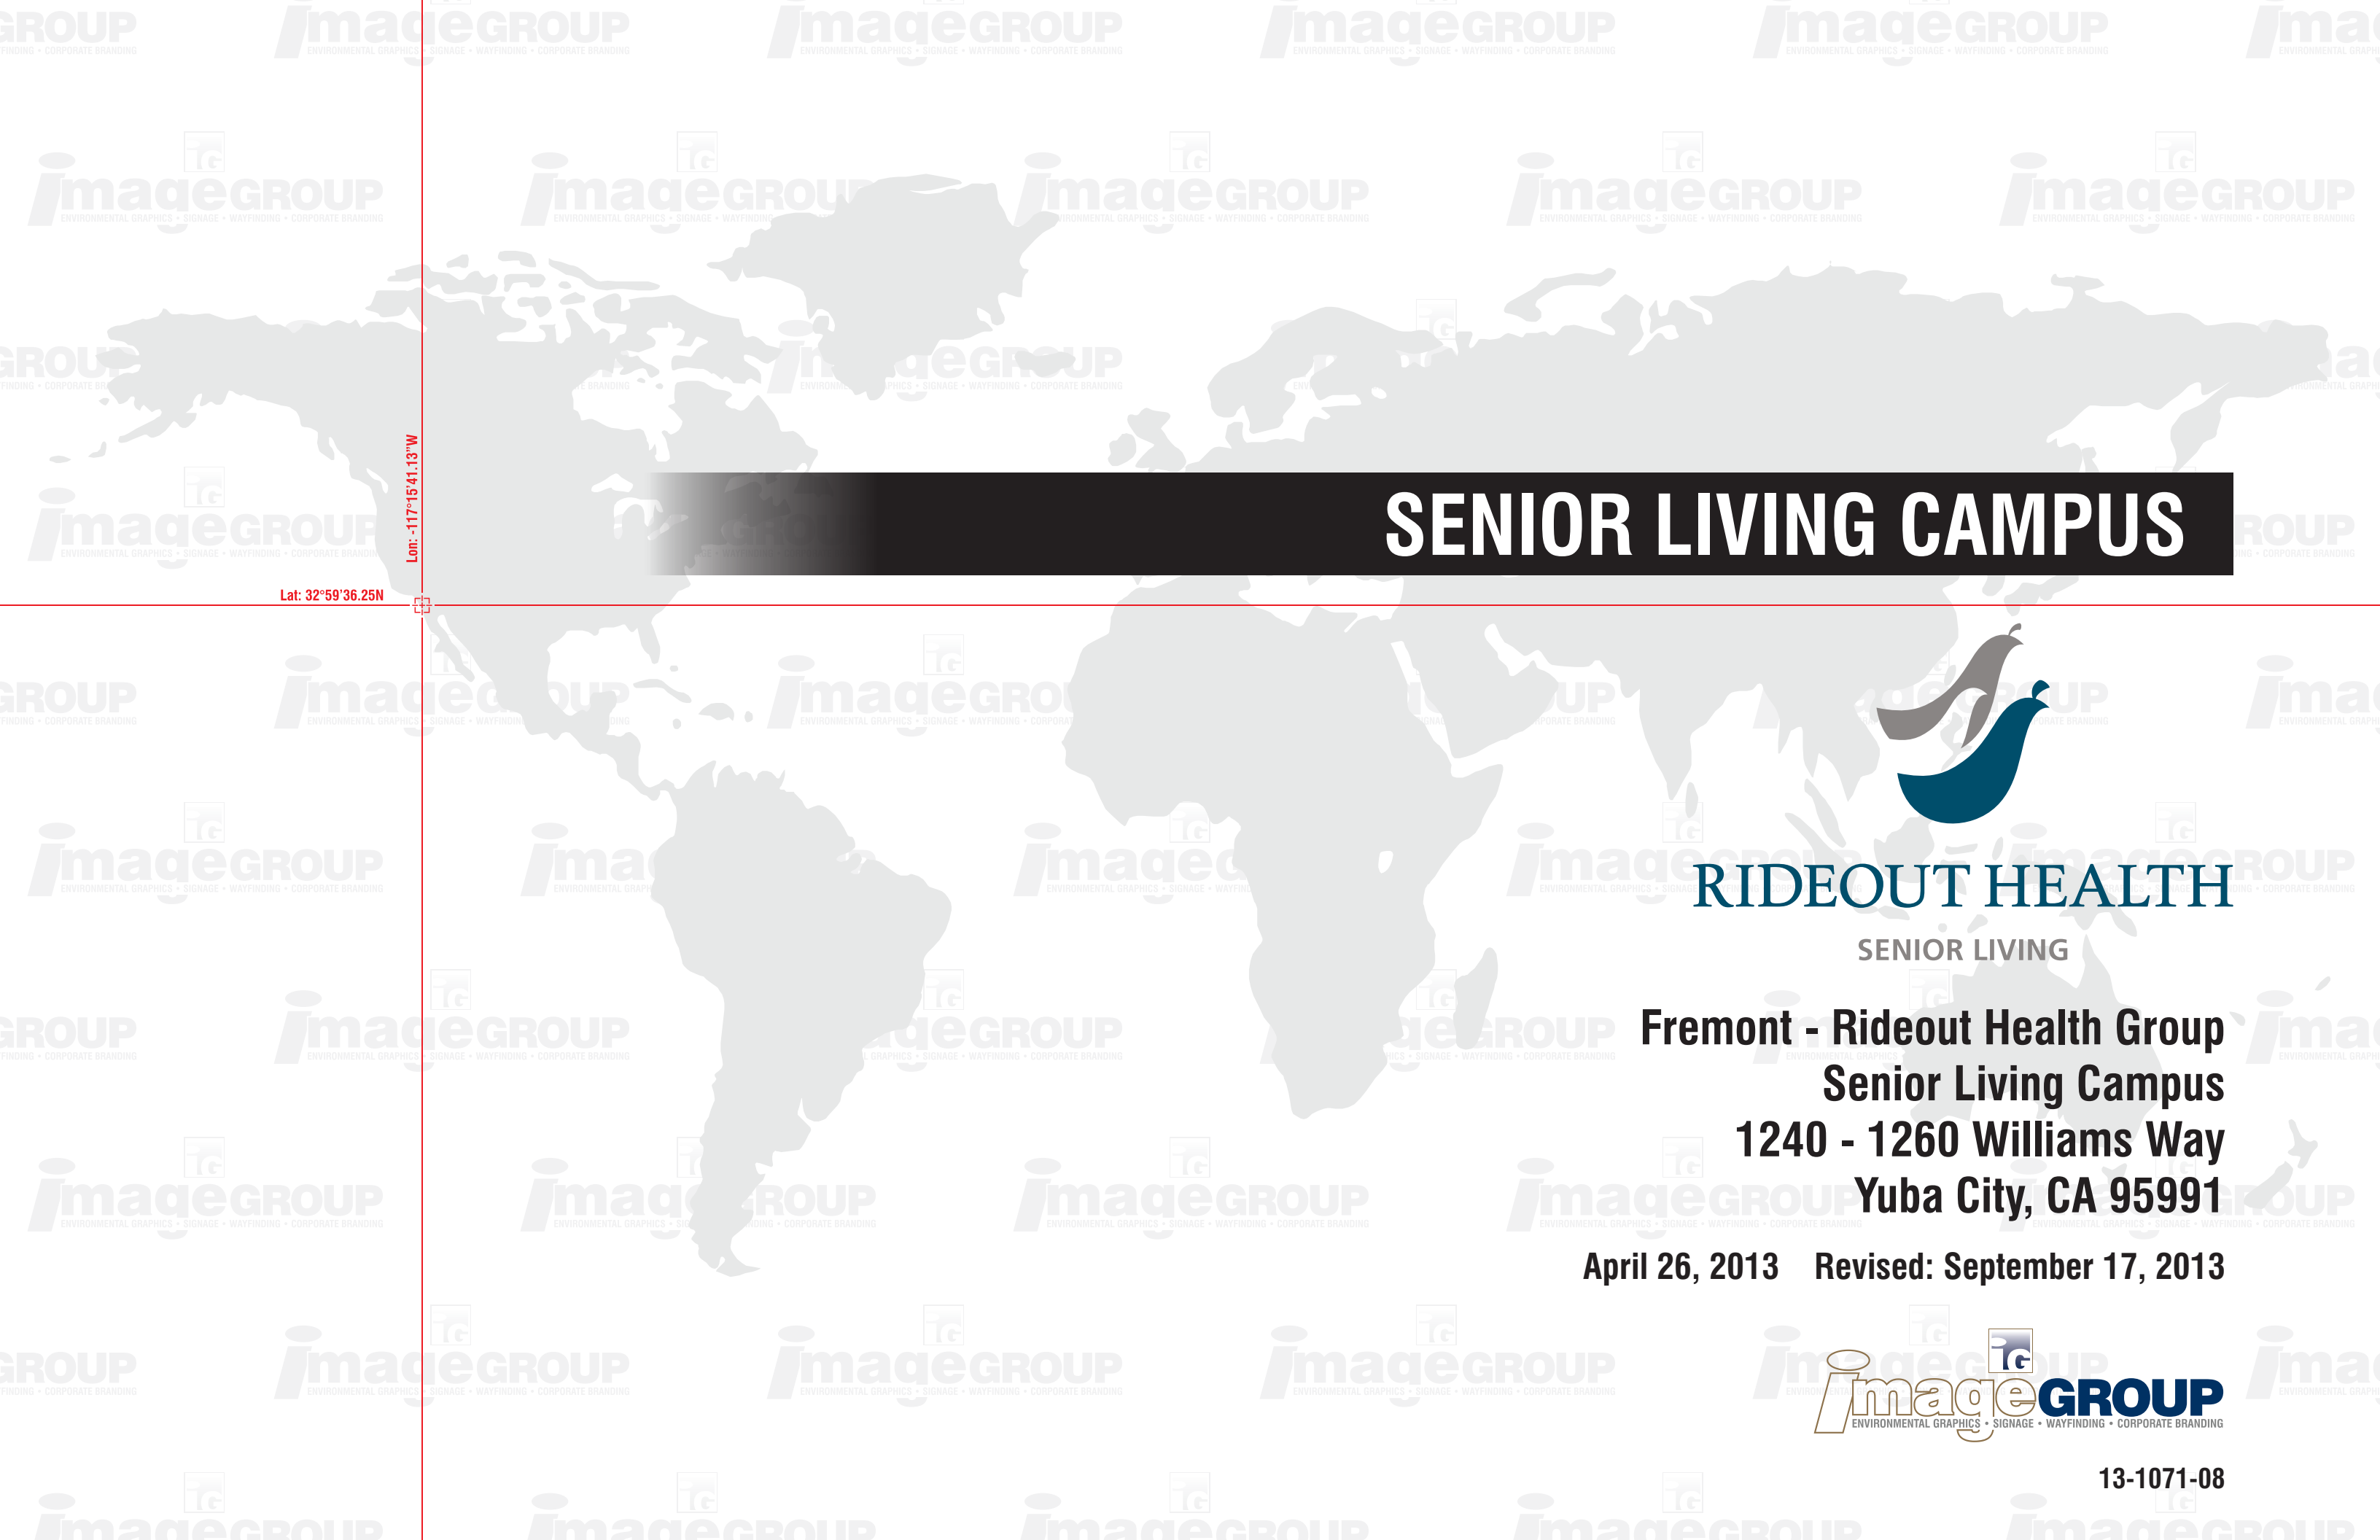 SENIOR LIVING CAMPUS
Lon: -117°15'41.13"W
Lat: 32°59'36.25N
RIDEOUT HEALTH
SENIOR LIVING
Fremont - Rideout Health Group
Senior Living Campus
1240 - 1260 Williams Way
Yuba City, CA 95991
April 26, 2013 Revised: September 17, 2013
iG
imageGROUP
ENVIRONMENTAL GRAPHICS • SIGNAGE • WAYFINDING • CORPORATE BRANDING
13-1071-08